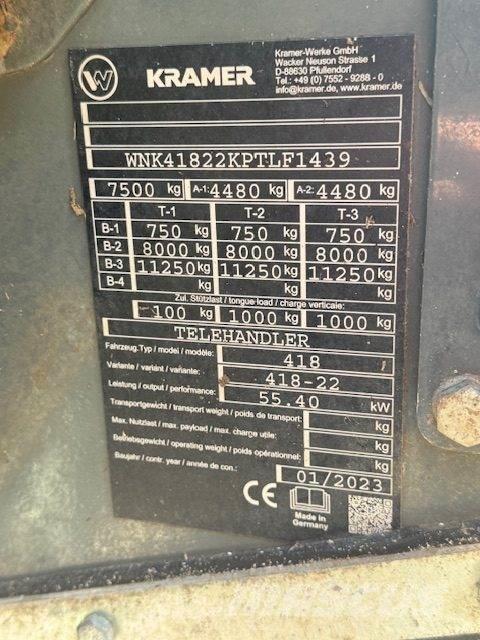 W KRAMER
Kramer-Werke GmbH
Wacker Neuson Strasse 1
D-88630 Pfullendorf
Tel.: +49 (0) 7552 - 9288 - 0
info@kramer.de, www.kramer.de
WNK41822KPTLF1439
7500 kg A-1: 4480 kg A-2: 4480 kg
T-1 T-2 T-3
B-1 750 kg 750 kg 750 kg
B-2 8000 kg 8000 kg 8000 kg
B-3 11250 kg 11250 kg 11250 kg
B-4
Zul. Stützlast / tongue-load / charge verticale:
100 kg 1000 kg 1000 kg
TELEHANDLER
Fahrzeug.Typ / model / modèle: 418
Variante / variant / variante: 418-22
Leistung / output / performance: 55.40 kW
Transportgewicht / transport weight / poids de transport: kg
Max. Nutzlast / max. payload / max. charge utile: kg
Betriebsgewicht / operating weight / poids opérationnel: kg
Baujahr / contr. year / année de con.: 01/2023
CE
Made in
Germany